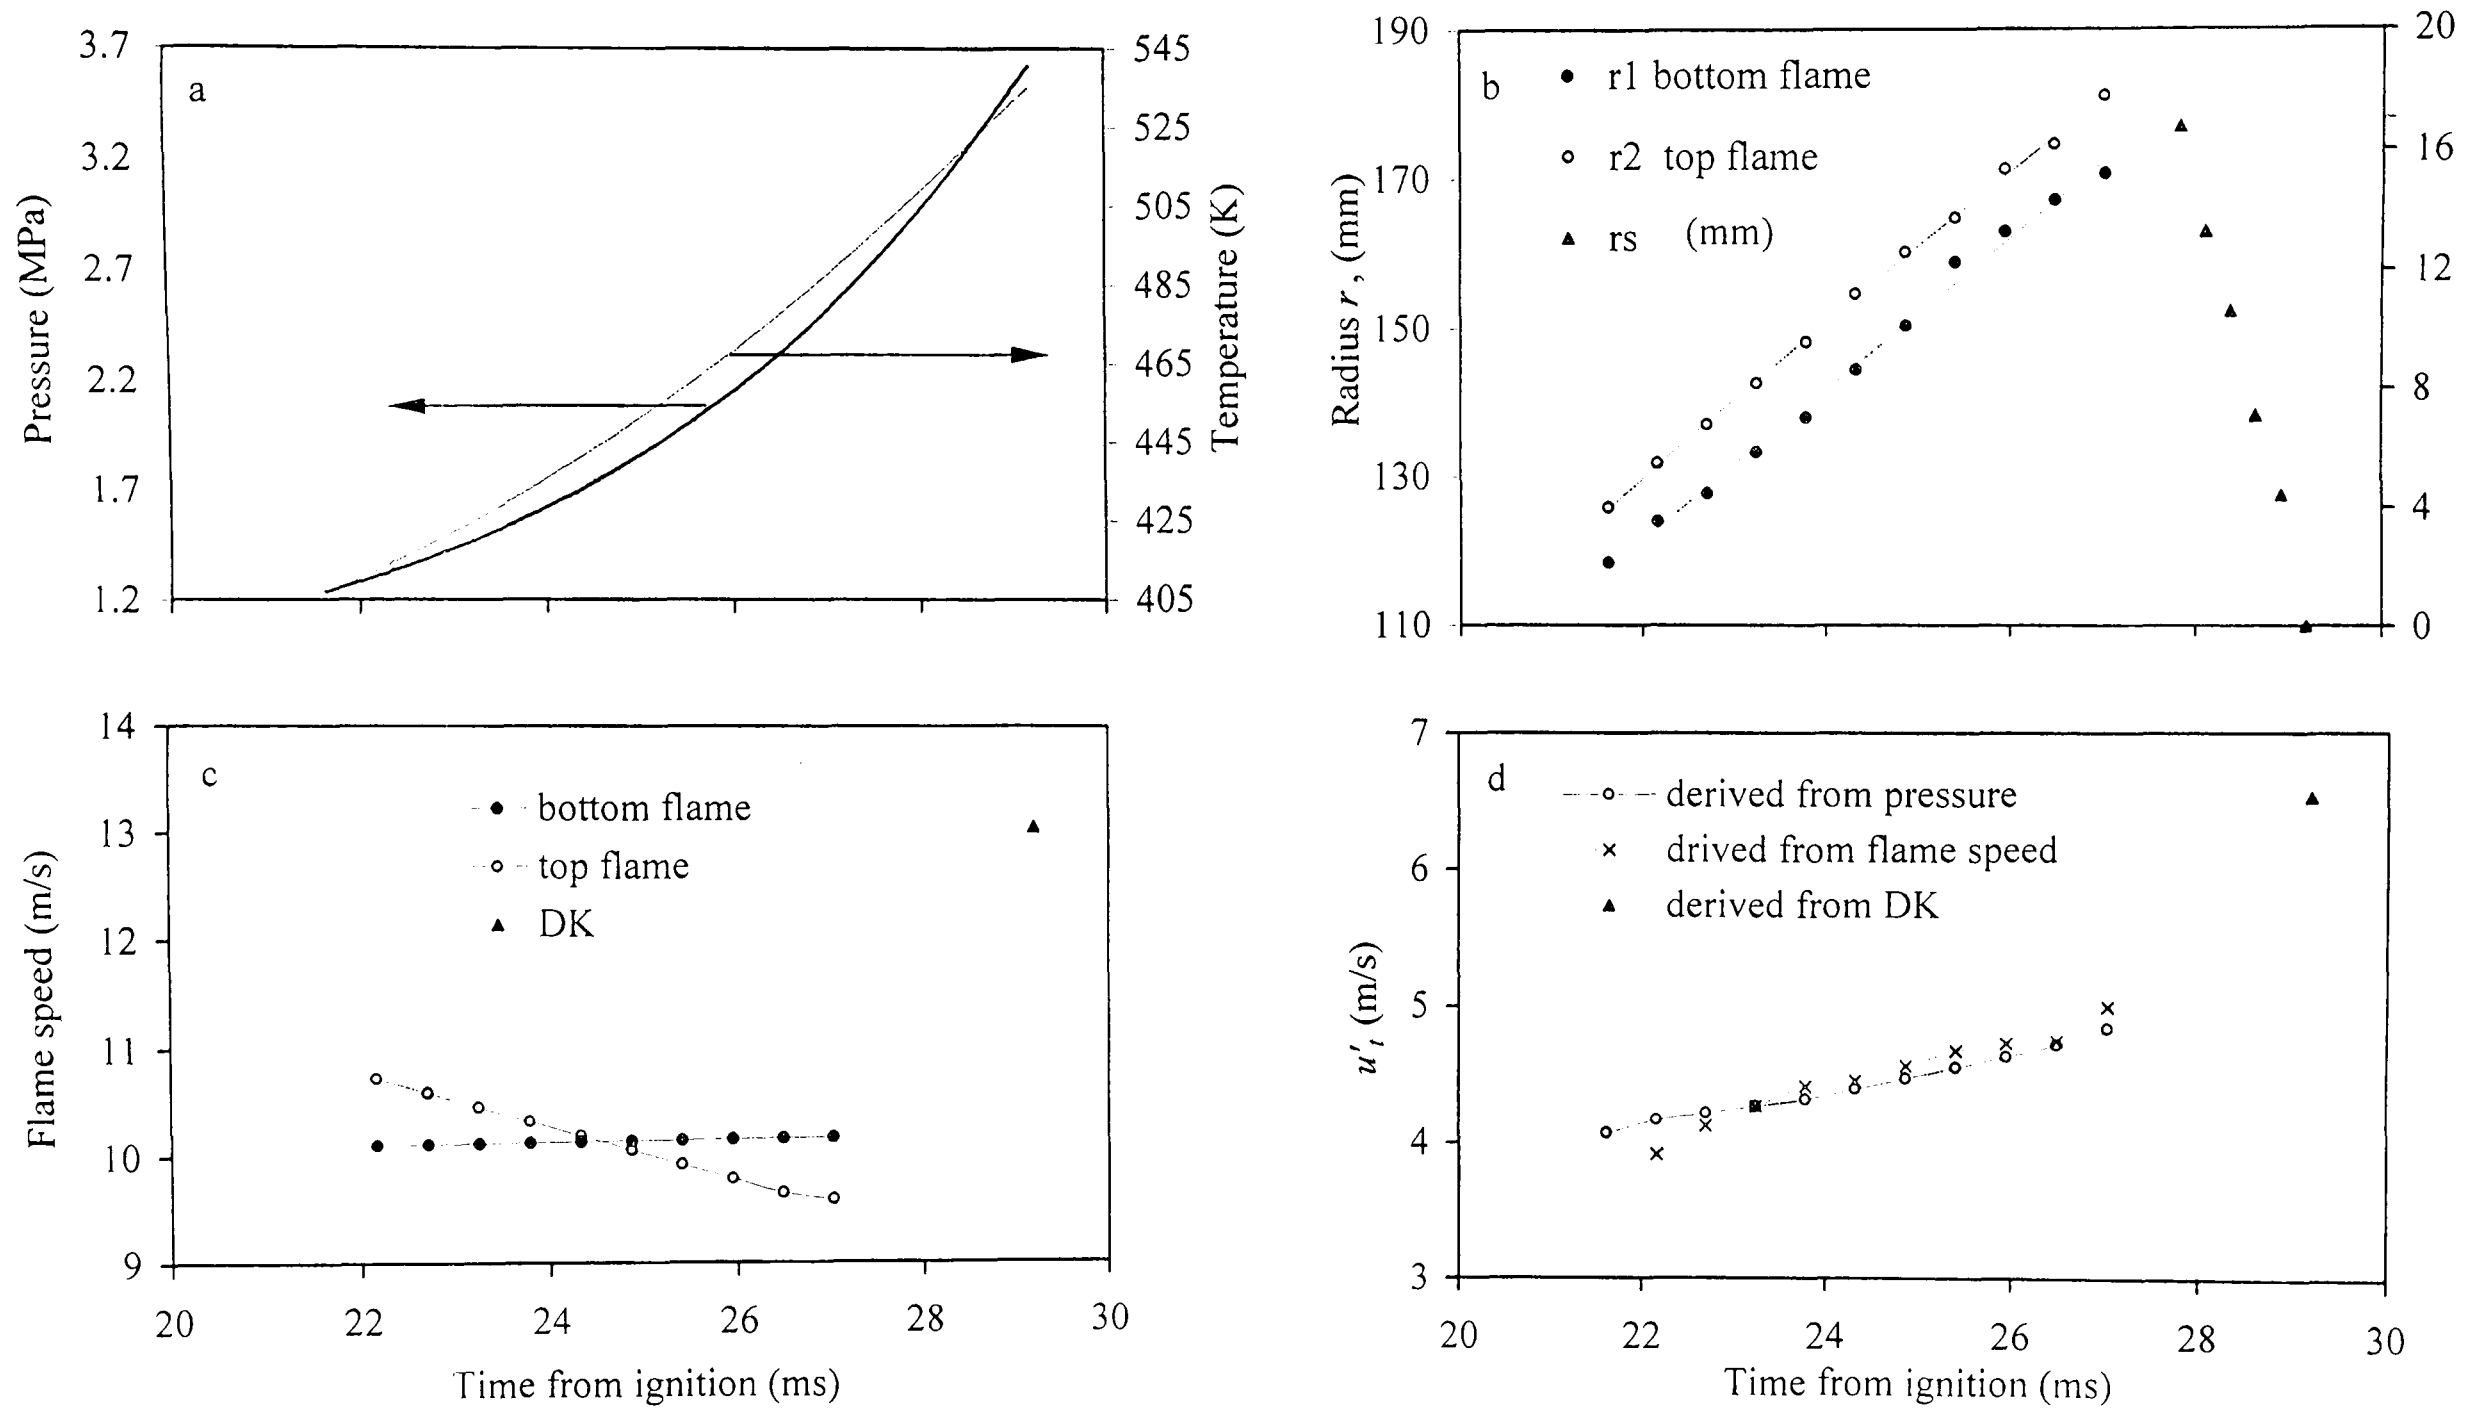 a
3.7
3.2
2.7
2.2
1.7
1.2
Pressure (MPa)
545
525
505
485
465
445
425
405
Temperature (K)
b
r1 bottom flame
r2 top flame
rs (mm)
190
170
150
130
110
Radius r, (mm)
20
16
12
8
4
0
c
bottom flame
top flame
DK
14
13
12
11
10
9
Flame speed (m/s)
20 22 24 26 28 30
Time from ignition (ms)
d
derived from pressure
drived from flame speed
derived from DK
7
6
5
4
3
u't (m/s)
20 22 24 26 28 30
Time from ignition (ms)